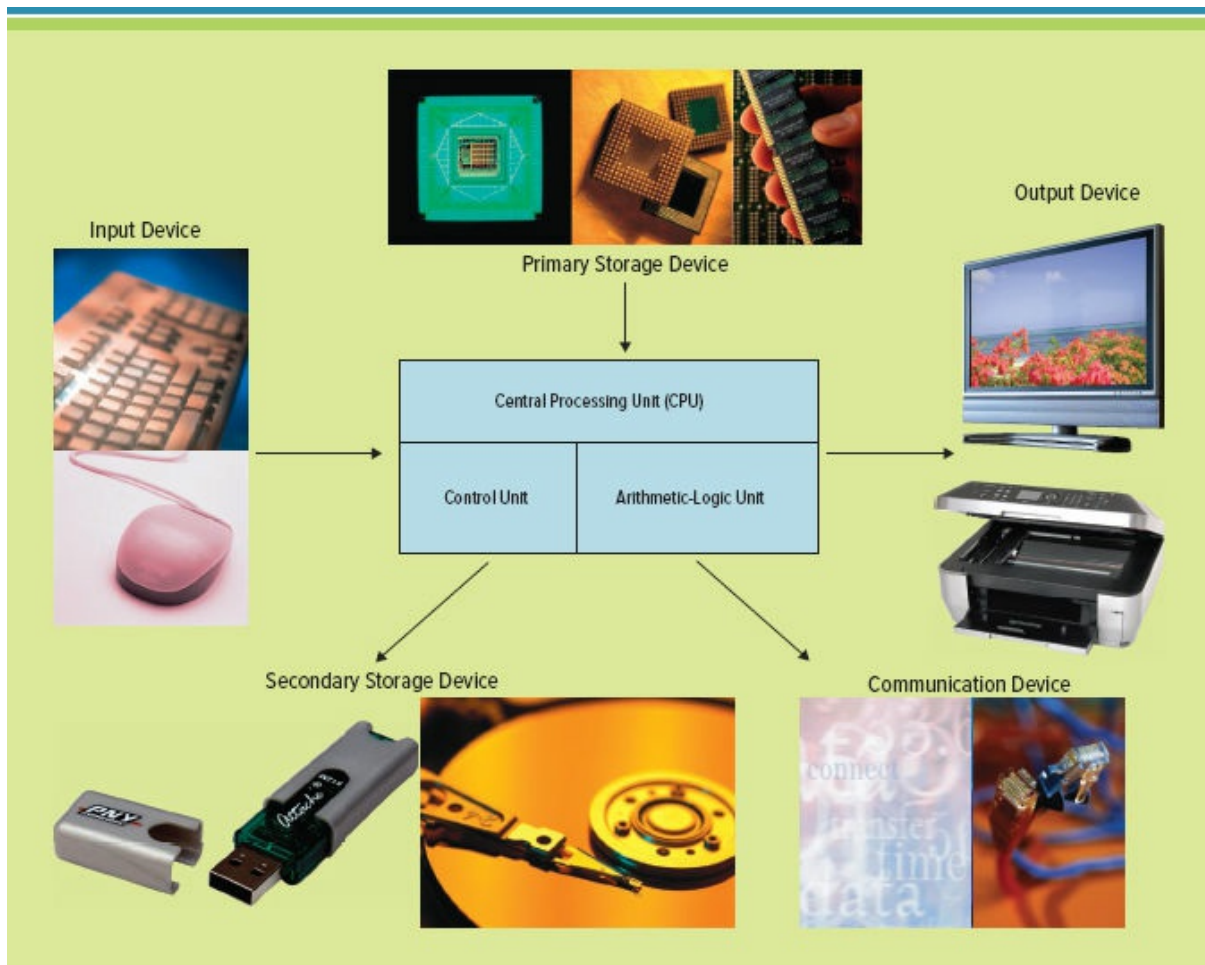 Primary Storage Device
Input Device
Output Device
Central Processing Unit (CPU)
Control Unit
Arithmetic-Logic Unit
Secondary Storage Device
PNY
Attaché
Communication Device
connect
transfer
time
data